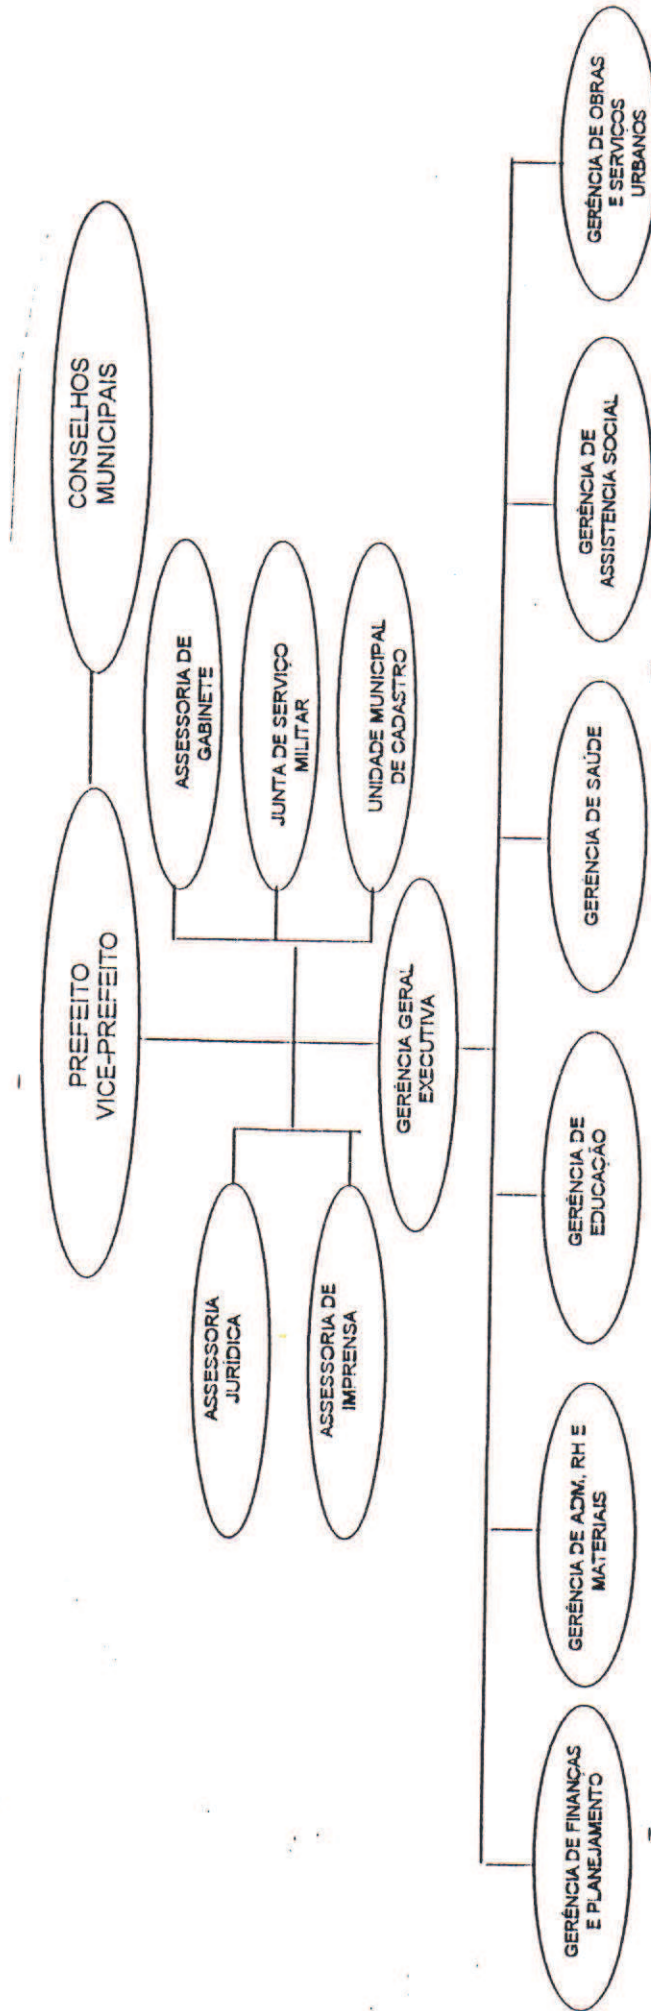 PREFEITO
VICE-PREFEITO
CONSELHOS
MUNICIPAIS
ASSESSORIA
JURÍDICA
ASSESSORIA DE
IMPRENSA
ASSESSORIA DE
GABINETE
JUNTA DE SERVIÇO
MILITAR
UNIDADE MUNICIPAL
DE CADASTRO
GERÊNCIA GERAL
EXECUTIVA
GERÊNCIA DE FINANÇAS
E PLANEJAMENTO
GERÊNCIA DE ADM, RH E
MATERIAIS
GERÊNCIA DE
EDUCAÇÃO
GERÊNCIA DE SAÚDE
GERÊNCIA DE
ASSISTENCIA SOCIAL
GERÊNCIA DE OBRAS
E SERVIÇOS
URBANOS